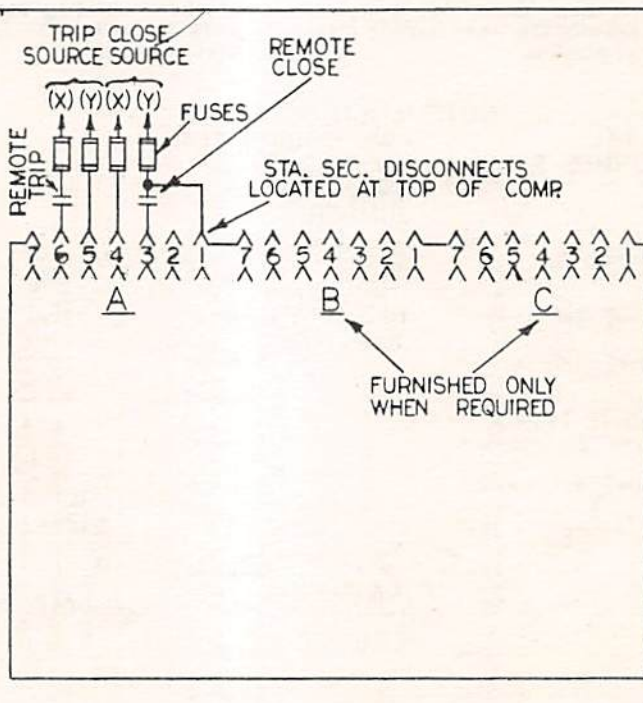 TRIP CLOSE
SOURCE SOURCE
(X) (Y) (X) (Y)
REMOTE
CLOSE
FUSES
REMOTE
TRIP
STA. SEC. DISCONNECTS
LOCATED AT TOP OF COMP.
7 6 5 4 3 2 1 7 6 5 4 3 2 1 7 6 5 4 3 2 1
A B C
FURNISHED ONLY
WHEN REQUIRED